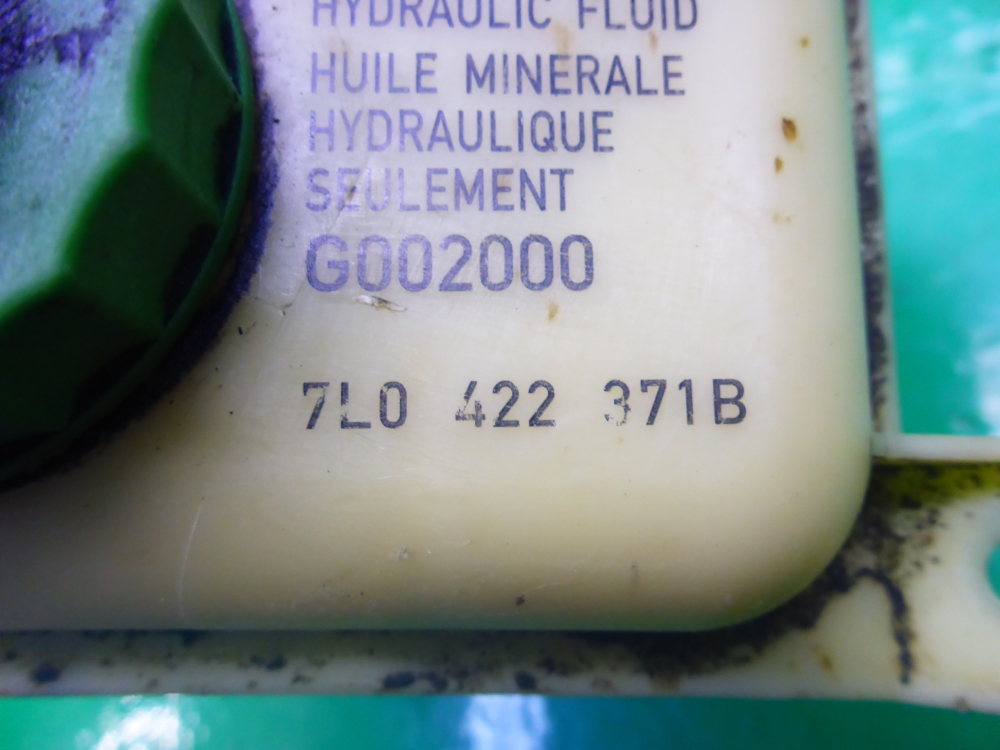 HYDRAULIC FLUID
HUILE MINERALE
HYDRAULIQUE
SEULEMENT
G002000
7L0 422 371B